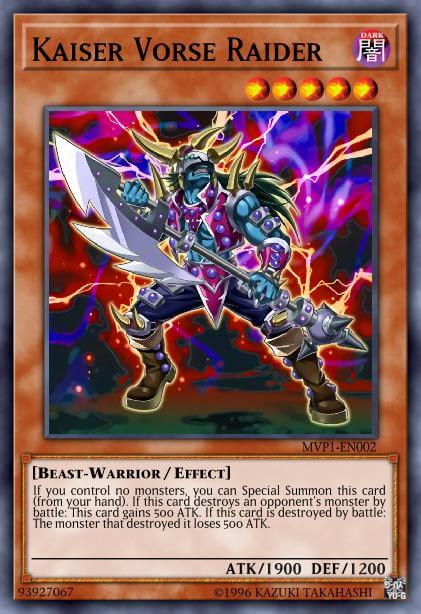 Kaiser Vorse Raider
DARK
闇
MVP1-EN002
[Beast-Warrior / Effect]
If you control no monsters, you can Special Summon this card
(from your hand). If this card destroys an opponent's monster by
battle: This card gains 500 ATK. If this card is destroyed by battle:
The monster that destroyed it loses 500 ATK.
ATK/1900 DEF/1200
93927067
©1996 KAZUKI TAKAHASHI